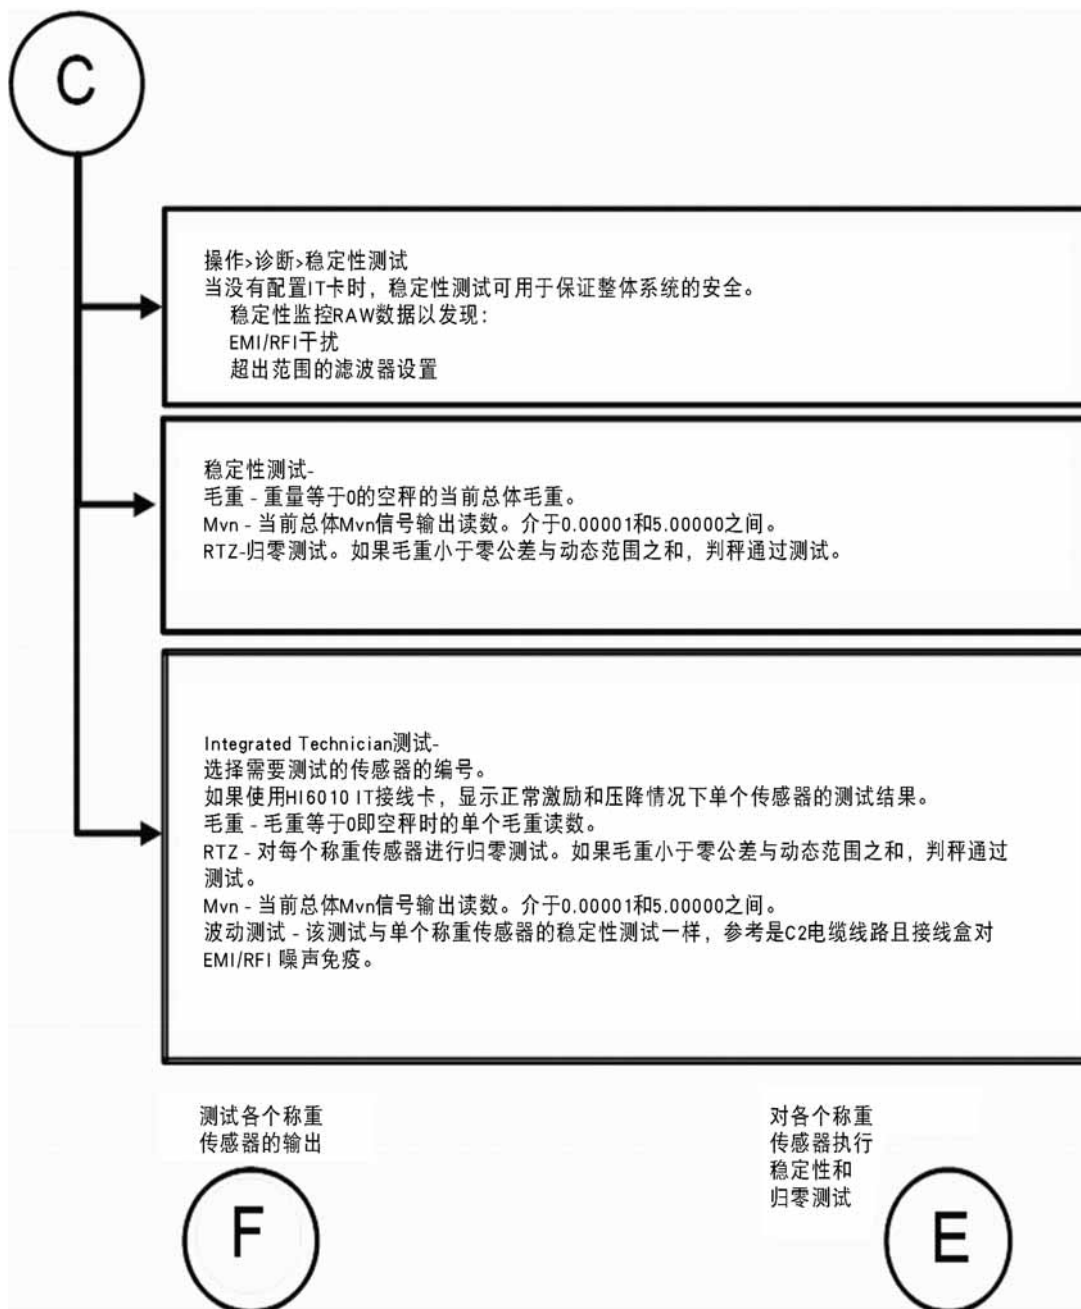 C
操作>诊断>稳定性测试
当没有配置IT卡时，稳定性测试可用于保证整体系统的安全。
稳定性监控RAW数据以发现：
EMI/RFI干扰
超出范围的滤波器设置
稳定性测试-
毛重 - 重量等于0的空秤的当前总体毛重。
Mvn - 当前总体Mvn信号输出读数。介于0.00001和5.00000之间。
RTZ-归零测试。如果毛重小于零公差与动态范围之和，判秤通过测试。
Integrated Technician测试-
选择需要测试的传感器的编号。
如果使用HI6010 IT接线卡，显示正常激励和压降情况下单个传感器的测试结果。
毛重 - 毛重等于0即空秤时的单个毛重读数。
RTZ - 对每个称重传感器进行归零测试。如果毛重小于零公差与动态范围之和，判秤通过
测试。
Mvn - 当前总体Mvn信号输出读数。介于0.00001和5.00000之间。
波动测试 - 该测试与单个称重传感器的稳定性测试一样，参考是C2电缆线路且接线盒对
EMI/RFI 噪声免疫。
测试各个称重
传感器的输出
F
对各个称重
传感器执行
稳定性和
归零测试
E